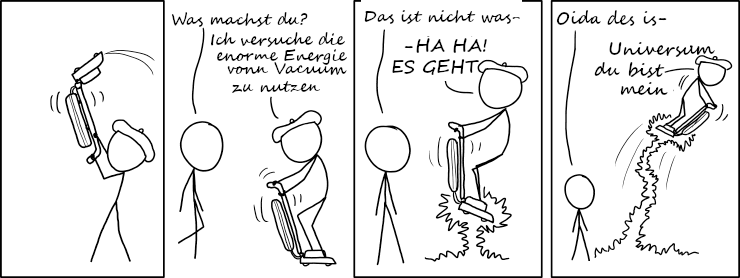 Was machst du?
Ich versuche die
enorme Energie
vonn Vacuum
zu nutzen
Das ist nicht was-
-HA HA!
ES GEHT
Oida des is-
Universum
du bist
mein